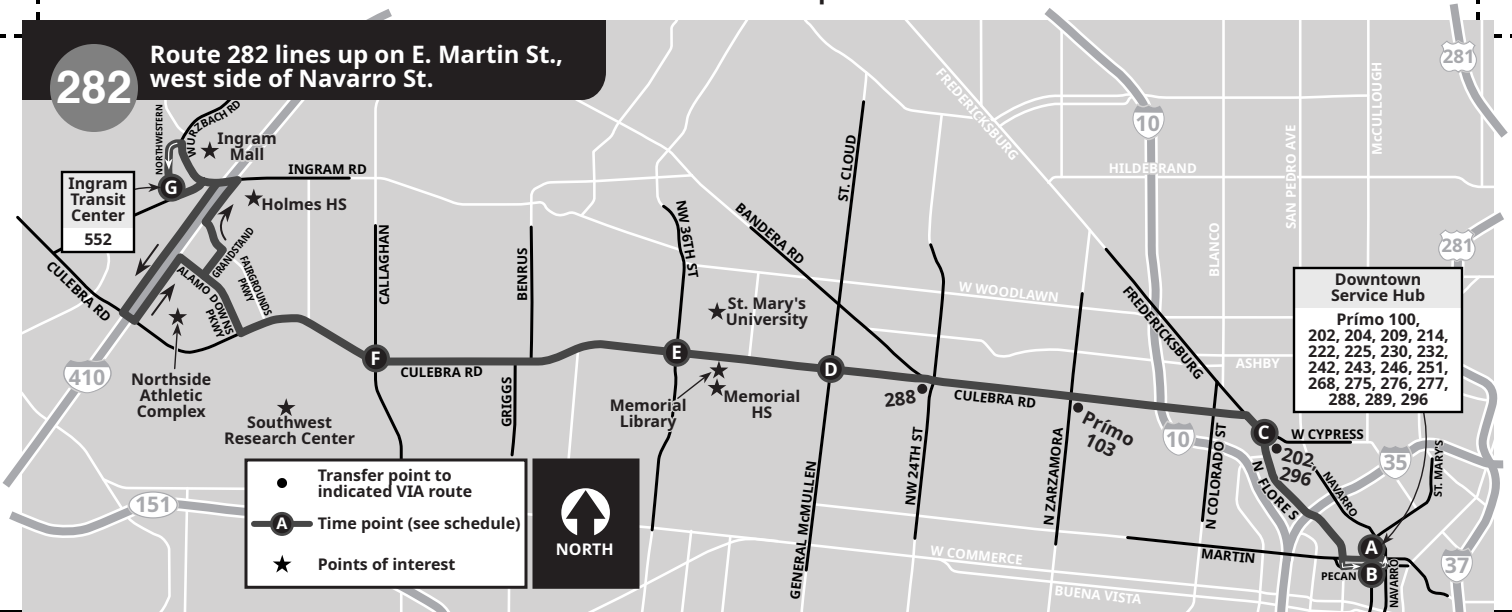 282
Route 282 lines up on E. Martin St.,
west side of Navarro St.
NORTHWESTERN
WURZBACH RD
Ingram
Mall
INGRAM RD
G
Ingram
Transit
Center
552
Holmes HS
CULEBRA RD
GRANDSTAND
FAIRGROUNDS
PKWY
ALAMO DOWNS
PKWY
410
Northside
Athletic
Complex
Southwest
Research Center
151
CALLAGHAN
F
CULEBRA RD
BENRUS
GRIGGS
NW 36TH ST
E
St. Mary's
University
Memorial
Library
Memorial
HS
BANDERA RD
ST. CLOUD
D
GENERAL McMULLEN
288
NW 24TH ST
CULEBRA RD
W WOODLAWN
N ZARZAMORA
Prímo
103
FREDERICKSBURG
FREDERICKSBURG
10
HILDEBRAND
BLANCO
SAN PEDRO AVE
McCULLOUGH
281
281
ASHBY
10
N COLORADO ST
C
W CYPRESS
202,
296
N FLORES
NAVARRO
35
ST. MARY'S
Downtown
Service Hub
Prímo 100,
202, 204, 209, 214,
222, 225, 230, 232,
242, 243, 246, 251,
268, 275, 276, 277,
288, 289, 296
W COMMERCE
BUENA VISTA
MARTIN
A
B
PECAN
NAVARRO
37
Transfer point to
indicated VIA route
A
Time point (see schedule)
Points of interest
NORTH